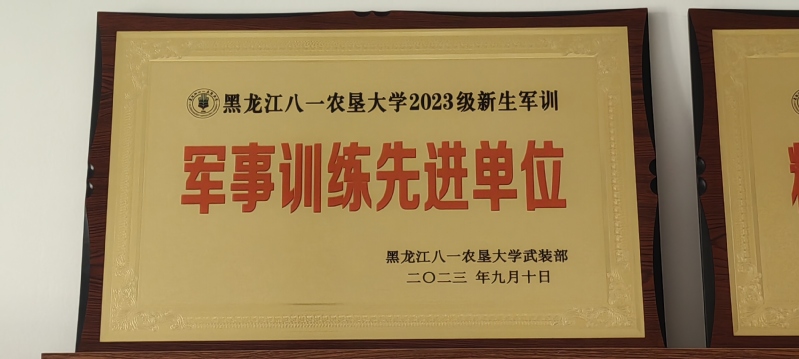 黑龙江八一农垦大学2023级新生军训
军事训练先进单位
黑龙江八一农垦大学武装部
二〇二三 年九月十日